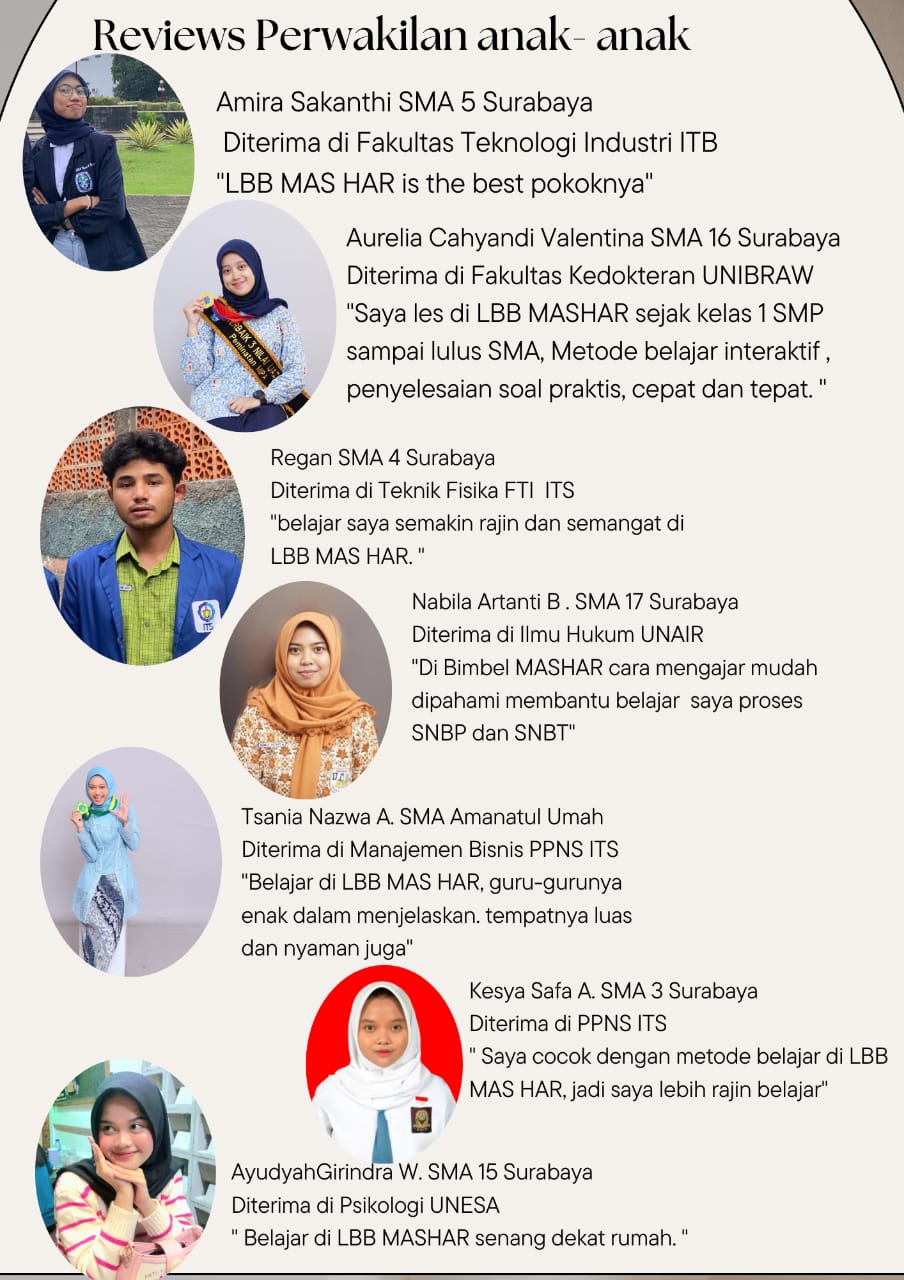 Reviews Perwakilan anak- anak
Amira Sakanthi SMA 5 Surabaya
Diterima di Fakultas Teknologi Industri ITB
"LBB MAS HAR is the best pokoknya"
Aurelia Cahyandi Valentina SMA 16 Surabaya
Diterima di Fakultas Kedokteran UNIBRAW
"Saya les di LBB MASHAR sejak kelas 1 SMP
sampai lulus SMA, Metode belajar interaktif ,
penyelesaian soal praktis, cepat dan tepat. "
BAIK 3 NILAI UAS
Peminatan MIPA
Regan SMA 4 Surabaya
Diterima di Teknik Fisika FTI ITS
"belajar saya semakin rajin dan semangat di
LBB MAS HAR. "
ITS
Nabila Artanti B . SMA 17 Surabaya
Diterima di Ilmu Hukum UNAIR
"Di Bimbel MASHAR cara mengajar mudah
dipahami membantu belajar saya proses
SNBP dan SNBT"
Tsania Nazwa A. SMA Amanatul Umah
Diterima di Manajemen Bisnis PPNS ITS
"Belajar di LBB MAS HAR, guru-gurunya
enak dalam menjelaskan. tempatnya luas
dan nyaman juga"
Kesya Safa A. SMA 3 Surabaya
Diterima di PPNS ITS
" Saya cocok dengan metode belajar di LBB
MAS HAR, jadi saya lebih rajin belajar"
AyudyahGirindra W. SMA 15 Surabaya
Diterima di Psikologi UNESA
" Belajar di LBB MASHAR senang dekat rumah. "